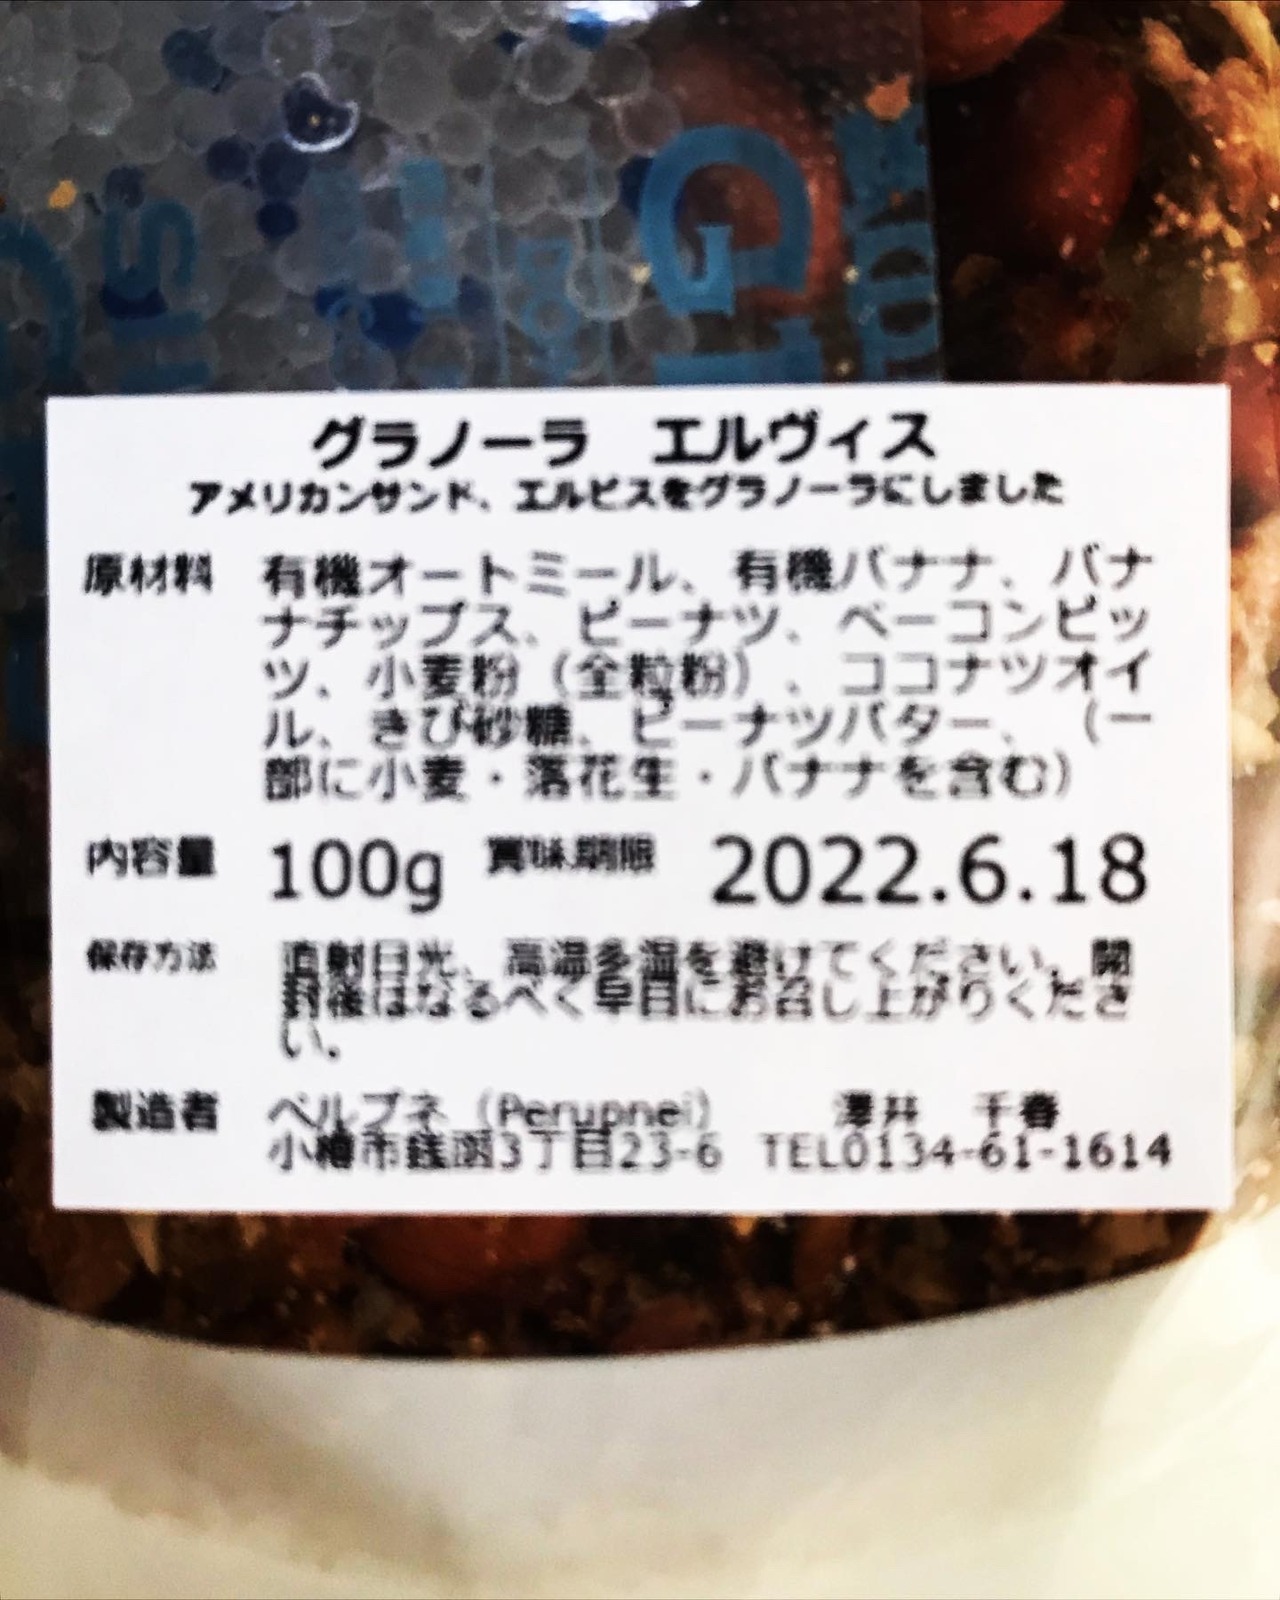 グラノーラ エルヴィス
アメリカンサンド、エルビスをグラノーラにしました
原材料 有機オートミール、有機バナナ、バナ
ナチップス、ピーナツ、ベーコンビッ
ツ、小麦粉（全粒粉）、ココナツオイ
ル、きび砂糖、ピーナツバター、（一
部に小麦・落花生・バナナを含む）
内容量 100g 賞味期限 2022.6.18
保存方法 直射日光、高温多湿を避けてください。開
封後はなるべく早目にお召し上がりくださ
い。
製造者 ペルプネ（Perupnei） 澤井 千春
小樽市銭函3丁目23-6 TEL0134-61-1614